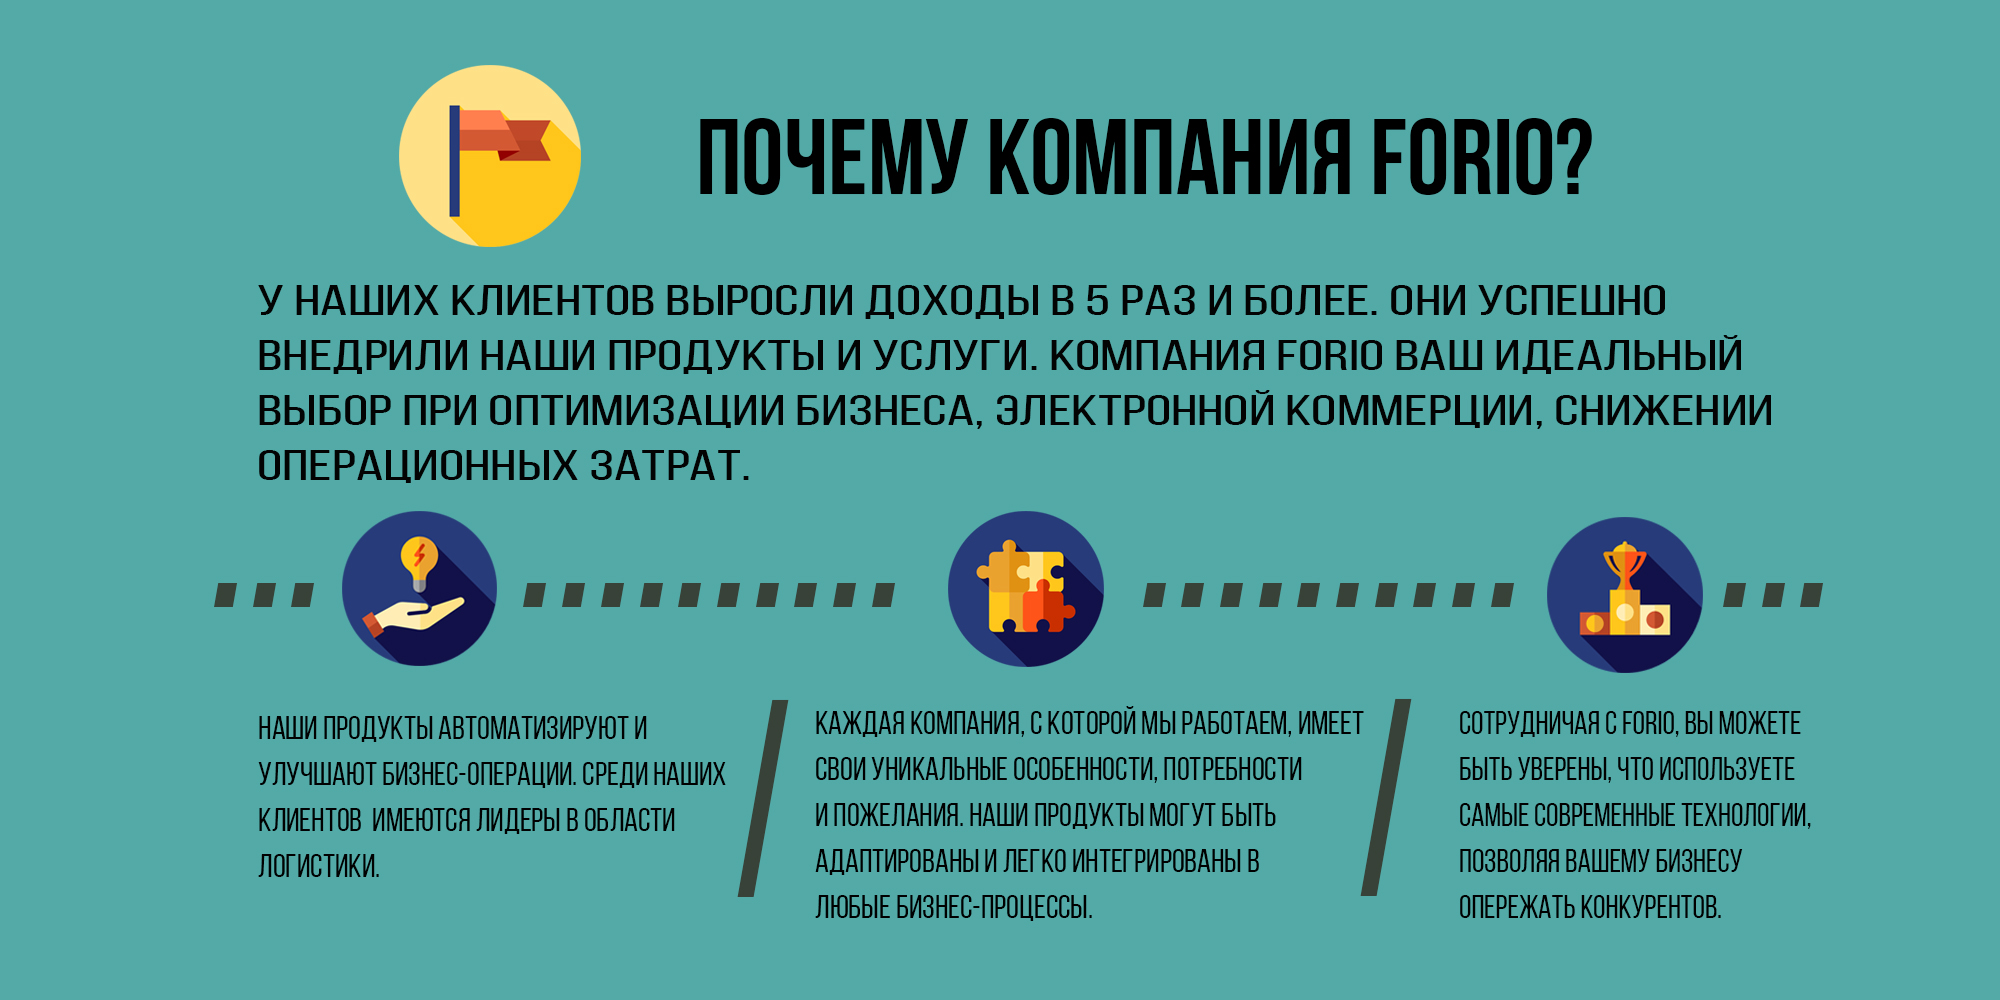 ПОЧЕМУ КОМПАНИЯ FORIO?
У НАШИХ КЛИЕНТОВ ВЫРОСЛИ ДОХОДЫ В 5 РАЗ И БОЛЕЕ. ОНИ УСПЕШНО
ВНЕДРИЛИ НАШИ ПРОДУКТЫ И УСЛУГИ. КОМПАНИЯ FORIO ВАШ ИДЕАЛЬНЫЙ
ВЫБОР ПРИ ОПТИМИЗАЦИИ БИЗНЕСА, ЭЛЕКТРОННОЙ КОММЕРЦИИ, СНИЖЕНИИ
ОПЕРАЦИОННЫХ ЗАТРАТ.
НАШИ ПРОДУКТЫ АВТОМАТИЗИРУЮТ И
УЛУЧШАЮТ БИЗНЕС-ОПЕРАЦИИ. СРЕДИ НАШИХ
КЛИЕНТОВ ИМЕЮТСЯ ЛИДЕРЫ В ОБЛАСТИ
ЛОГИСТИКИ.
КАЖДАЯ КОМПАНИЯ, С КОТОРОЙ МЫ РАБОТАЕМ, ИМЕЕТ
СВОИ УНИКАЛЬНЫЕ ОСОБЕННОСТИ, ПОТРЕБНОСТИ
И ПОЖЕЛАНИЯ. НАШИ ПРОДУКТЫ МОГУТ БЫТЬ
АДАПТИРОВАНЫ И ЛЕГКО ИНТЕГРИРОВАНЫ В
ЛЮБЫЕ БИЗНЕС-ПРОЦЕССЫ.
СОТРУДНИЧАЯ С FORIO, ВЫ МОЖЕТЕ
БЫТЬ УВЕРЕНЫ, ЧТО ИСПОЛЬЗУЕТЕ
САМЫЕ СОВРЕМЕННЫЕ ТЕХНОЛОГИИ,
ПОЗВОЛЯЯ ВАШЕМУ БИЗНЕСУ
ОПЕРЕЖАТЬ КОНКУРЕНТОВ.